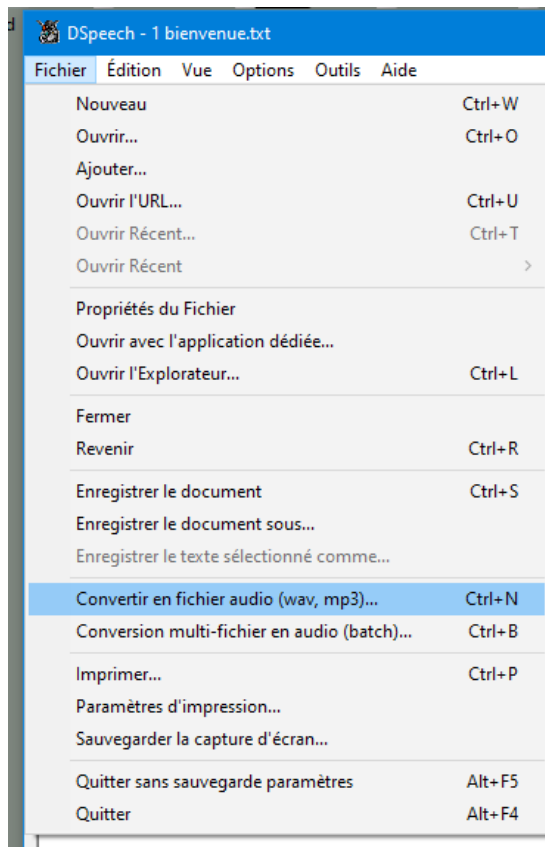 d
DSpeech - 1 bienvenue.txt
Fichier Édition Vue Options Outils Aide
Nouveau Ctrl+W
Ouvrir... Ctrl+O
Ajouter...
Ouvrir l'URL... Ctrl+U
Ouvrir Récent... Ctrl+T
Ouvrir Récent >
Propriétés du Fichier
Ouvrir avec l'application dédiée...
Ouvrir l'Explorateur... Ctrl+L
Fermer
Revenir Ctrl+R
Enregistrer le document Ctrl+S
Enregistrer le document sous...
Enregistrer le texte sélectionné comme...
Convertir en fichier audio (wav, mp3)... Ctrl+N
Conversion multi-fichier en audio (batch)... Ctrl+B
Imprimer... Ctrl+P
Paramètres d'impression...
Sauvegarder la capture d'écran...
Quitter sans sauvegarde paramètres Alt+F5
Quitter Alt+F4